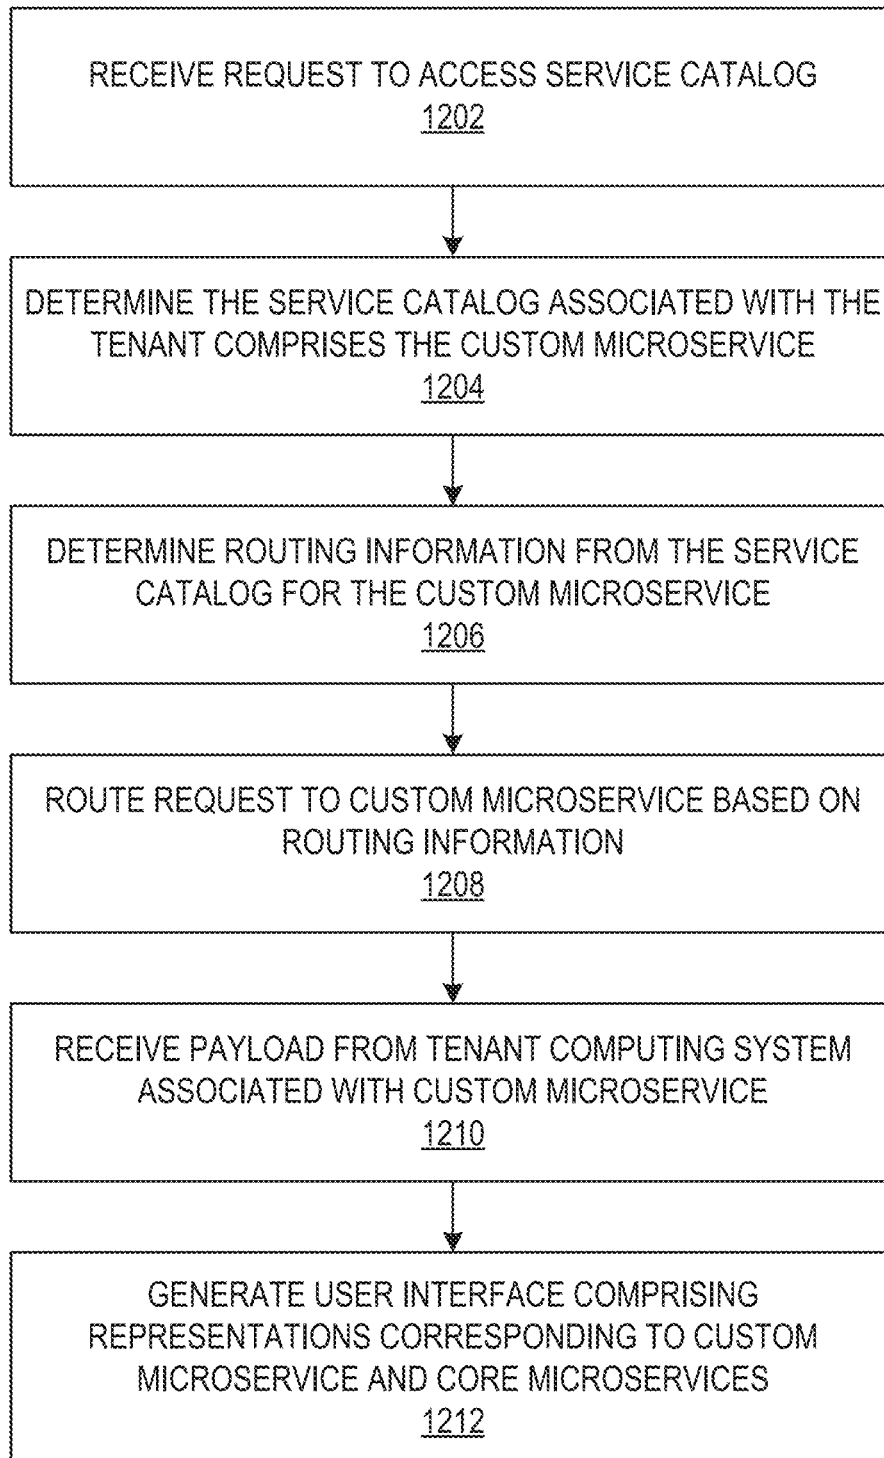 RECEIVE REQUEST TO ACCESS SERVICE CATALOG
1202
DETERMINE THE SERVICE CATALOG ASSOCIATED WITH THE
TENANT COMPRISES THE CUSTOM MICROSERVICE
1204
DETERMINE ROUTING INFORMATION FROM THE SERVICE
CATALOG FOR THE CUSTOM MICROSERVICE
1206
ROUTE REQUEST TO CUSTOM MICROSERVICE BASED ON
ROUTING INFORMATION
1208
RECEIVE PAYLOAD FROM TENANT COMPUTING SYSTEM
ASSOCIATED WITH CUSTOM MICROSERVICE
1210
GENERATE USER INTERFACE COMPRISING
REPRESENTATIONS CORRESPONDING TO CUSTOM
MICROSERVICE AND CORE MICROSERVICES
1212